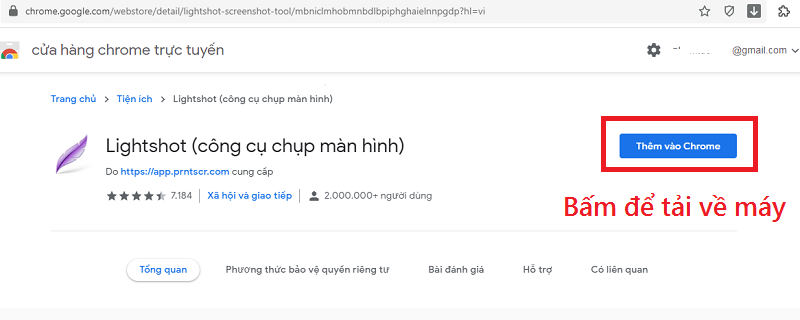 chrome.google.com/webstore/detail/lightshot-screenshot-tool/mbniclmhobmnbdlbpiphghaielnnpgdp?hl=vi
cửa hàng chrome trực tuyến
@gmail.com
Trang chủ > Tiện ích > Lightshot (công cụ chụp màn hình)
Lightshot (công cụ chụp màn hình)
Thêm vào Chrome
Do https://app.prntscr.com cung cấp
7.184 | Xã hội và giao tiếp | 2.000.000+ người dùng
Bấm để tải về máy
Tổng quan Phương thức bảo vệ quyền riêng tư Bài đánh giá Hỗ trợ Có liên quan